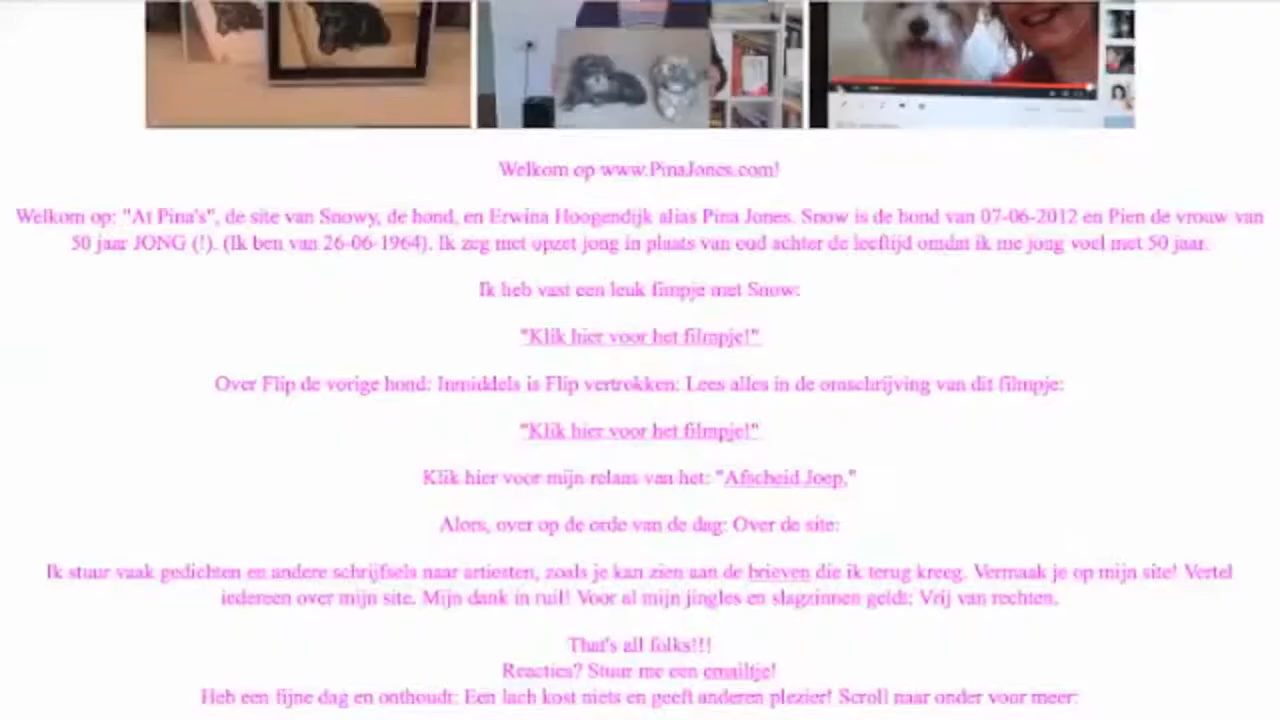 Welkom op www.PinaJones.com!
Welkom op: "At Pina's", de site van Snowy, de hond, en Erwina Hoogendijk alias Pina Jones. Snow is de hond van 07-06-2012 en Pien de vrouw van
50 jaar JONG (!). (Ik ben van 26-06-1964). Ik zeg met opzet jong in plaats van oud achter de leeftijd omdat ik me jong voel met 50 jaar.
Ik heb vast een leuk fimpje met Snow:
"Klik hier voor het filmpje!"
Over Flip de vorige hond: Inmiddels is Flip vertrokken: Lees alles in de omschrijving van dit filmpje:
"Klik hier voor het filmpje!"
Klik hier voor mijn relaas van het: "Afscheid Joep."
Alors, over op de orde van de dag: Over de site:
Ik stuur vaak gedichten en andere schrijfsels naar artiesten, zoals je kan zien aan de brieven die ik terug kreeg. Vermaak je op mijn site! Vertel
iedereen over mijn site. Mijn dank in ruil! Voor al mijn jingles en slagzinnen geldt: Vrij van rechten.
That's all folks!!!
Reacties? Stuur me een emailtje!
Heb een fijne dag en onthoudt: Een lach kost niets en geeft anderen plezier! Scroll naar onder voor meer: